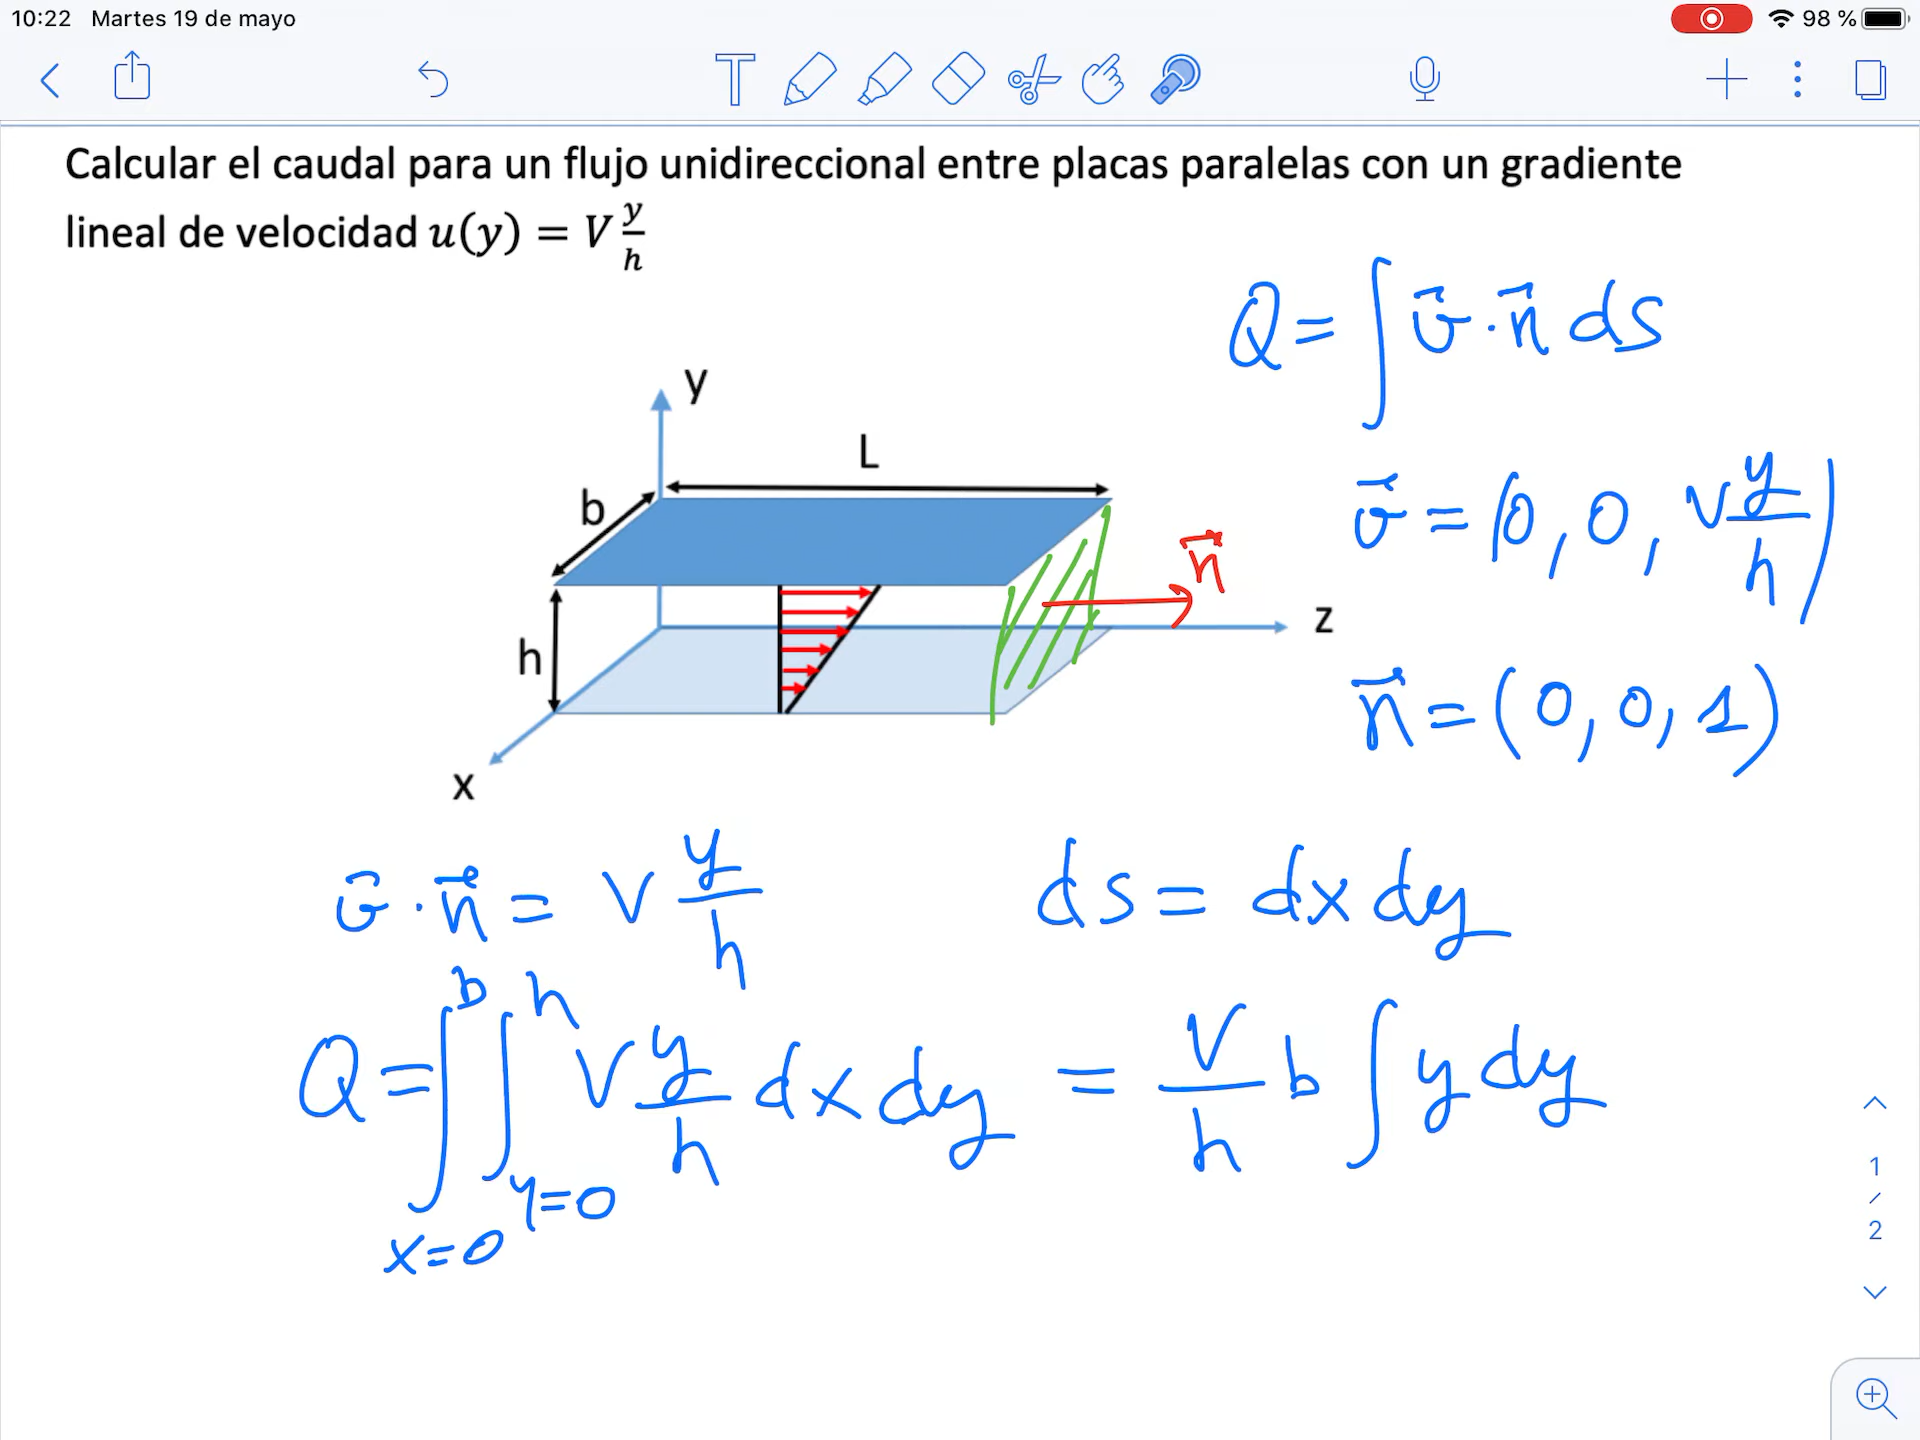 10:22 Martes 19 de mayo 98 %
Calcular el caudal para un flujo unidireccional entre placas paralelas con un gradiente
lineal de velocidad u(y) = V y/h
Q = ∫ v⃗ · n⃗ ds
y
L
b
v⃗ = (0, 0, V y/h)
n⃗
z
h
n⃗ = (0, 0, 1)
x
v⃗ · n⃗ = V y/h
ds = dx dy
Q = ∫_{x=0}^{b} ∫_{y=0}^{h} V y/h dx dy = V/h b ∫ y dy
1
/
2